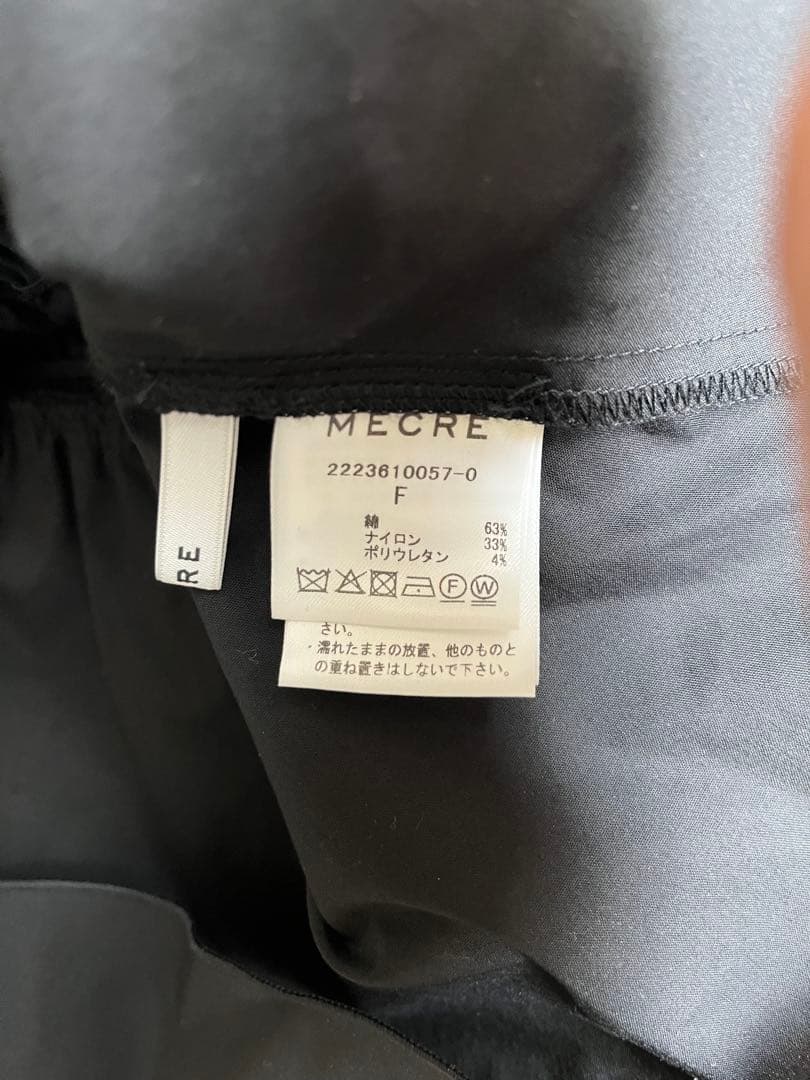 MECRE
2223610057-0
F
綿 63%
ナイロン 33%
ポリウレタン 4%
F W
さい。
・濡れたままの放置、他のものと
の重ね置きはしないで下さい。
RE